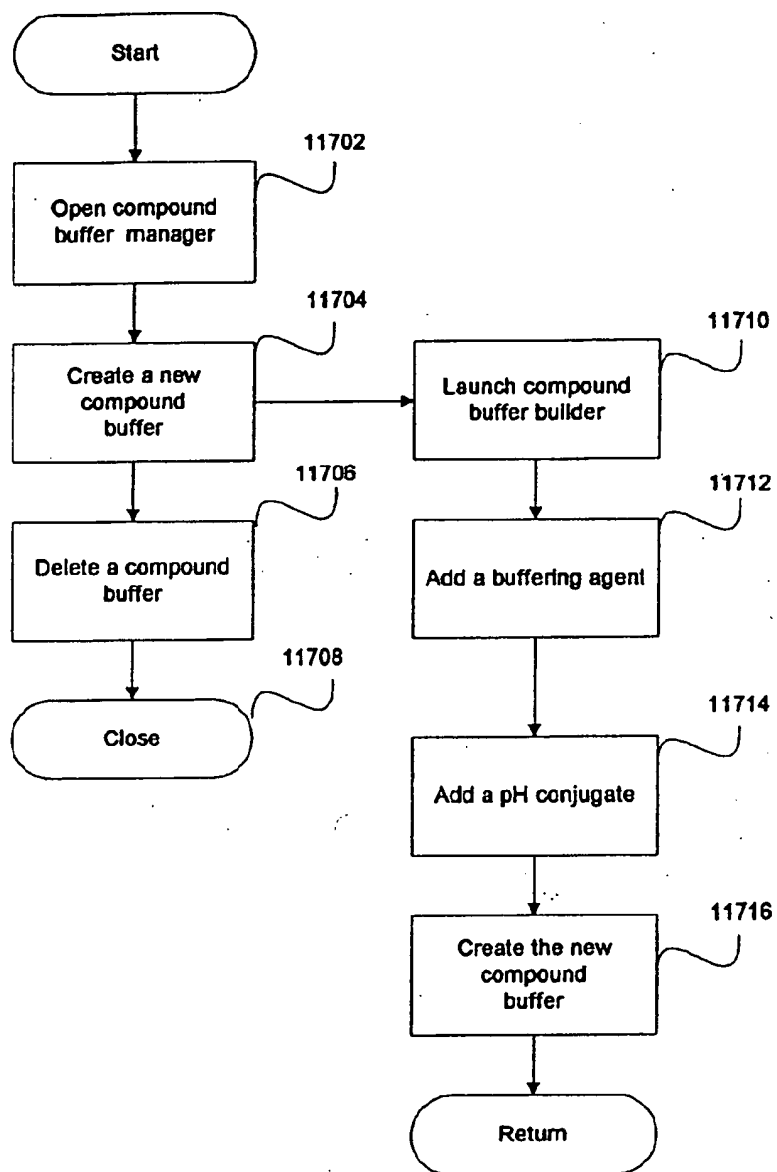 Start
11702
Open compound
buffer manager
11704
Create a new
compound
buffer
11706
Delete a compound
buffer
11708
Close
11710
Launch compound
buffer builder
11712
Add a buffering agent
11714
Add a pH conjugate
11716
Create the new
compound
buffer
Return